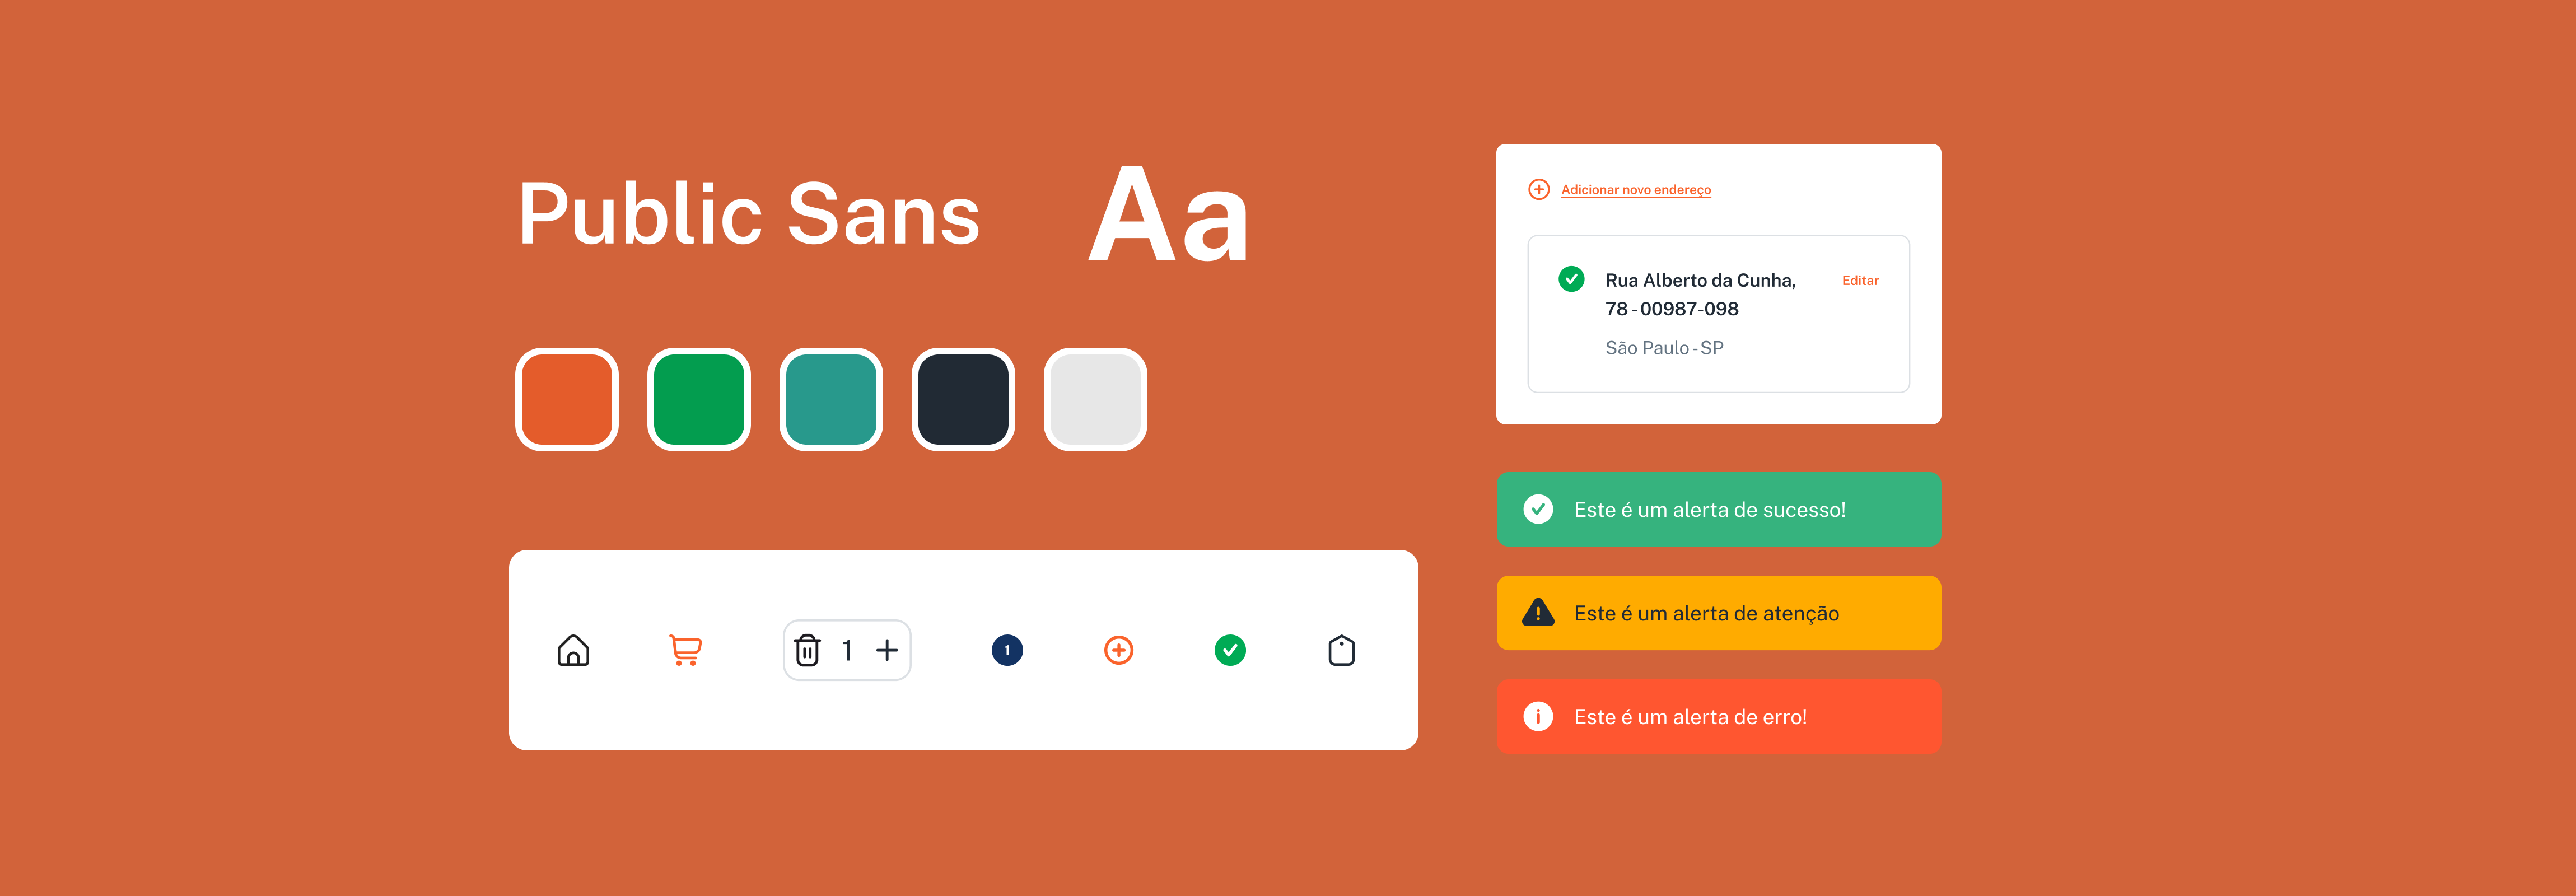 Public Sans
Aa
1
1
Adicionar novo endereço
Rua Alberto da Cunha,
Editar
78 - 00987-098
São Paulo - SP
Este é um alerta de sucesso!
Este é um alerta de atenção
Este é um alerta de erro!